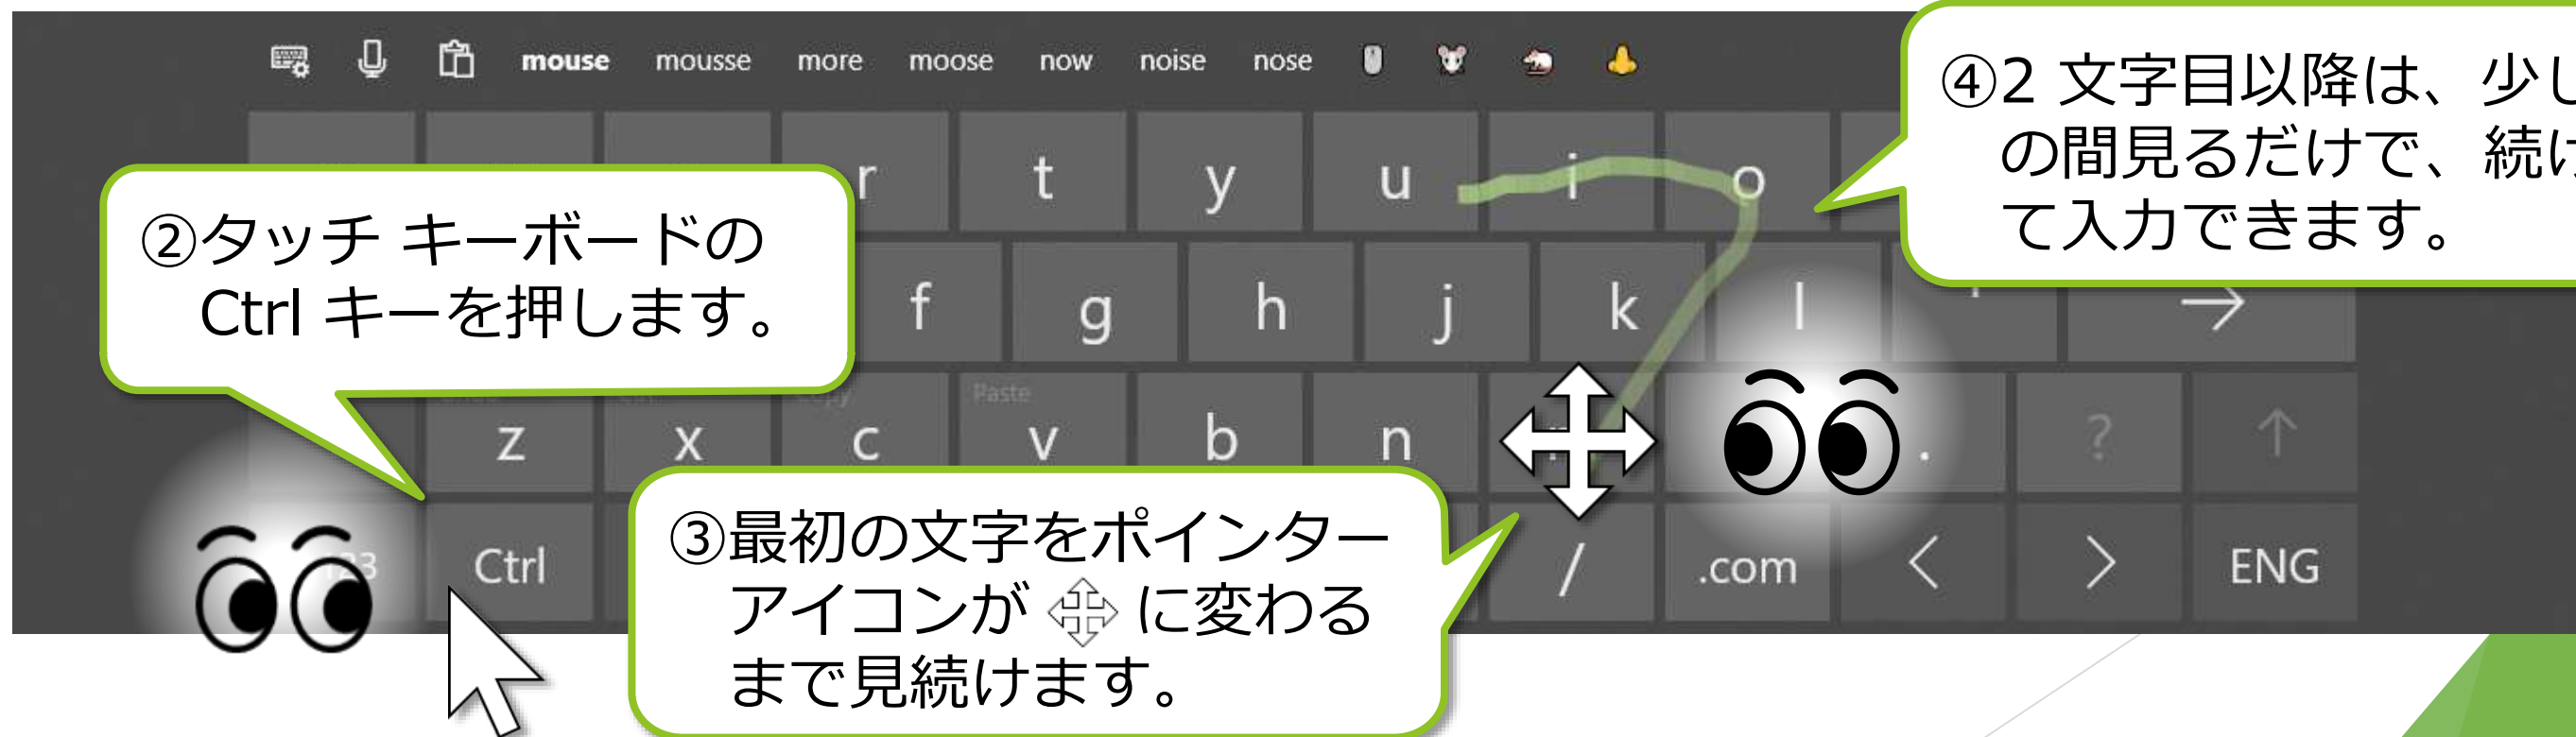 mouse mousse more moose now noise nose
④2 文字目以降は、少し
の間見るだけで、続け
て入力できます。
r t y u i o
②タッチ キーボードの
Ctrl キーを押します。
f g h j k l
Paste
z x c v b n . ?
③最初の文字をポインター
アイコンが に変わる
まで見続けます。
123 Ctrl / .com < > ENG